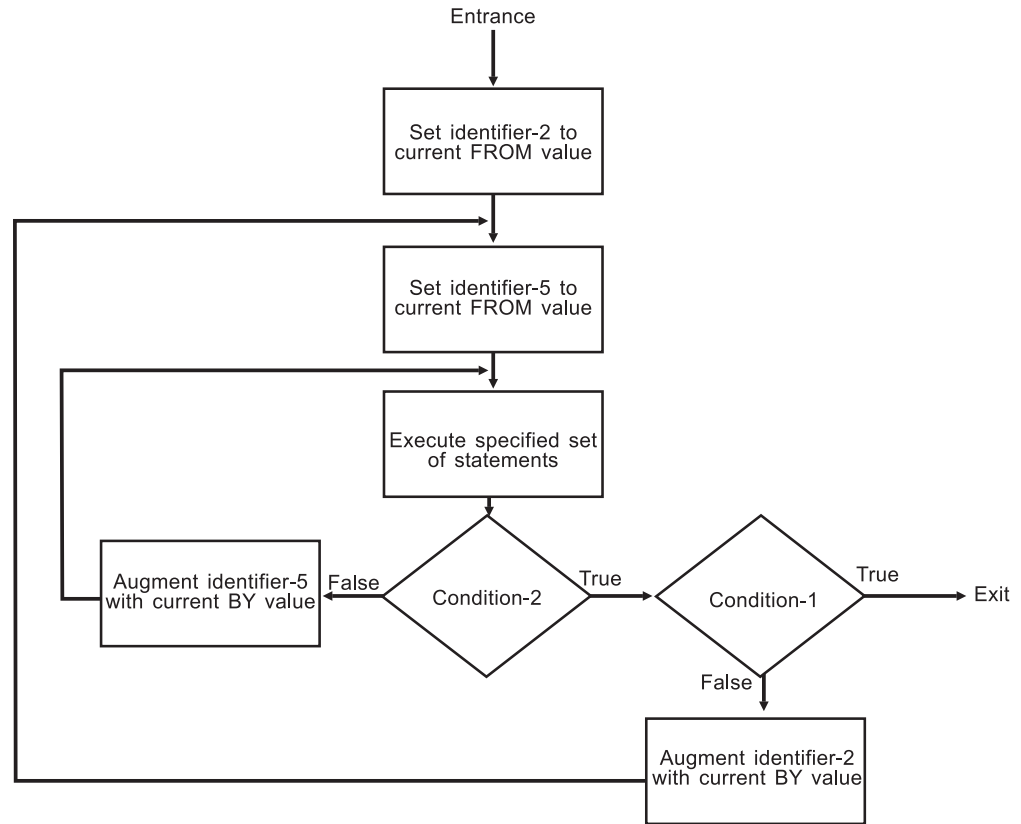 Entrance
Set identifier-2 to
current FROM value
Set identifier-5 to
current FROM value
Execute specified set
of statements
Augment identifier-5
with current BY value
False
Condition-2
True
Condition-1
True
Exit
False
Augment identifier-2
with current BY value